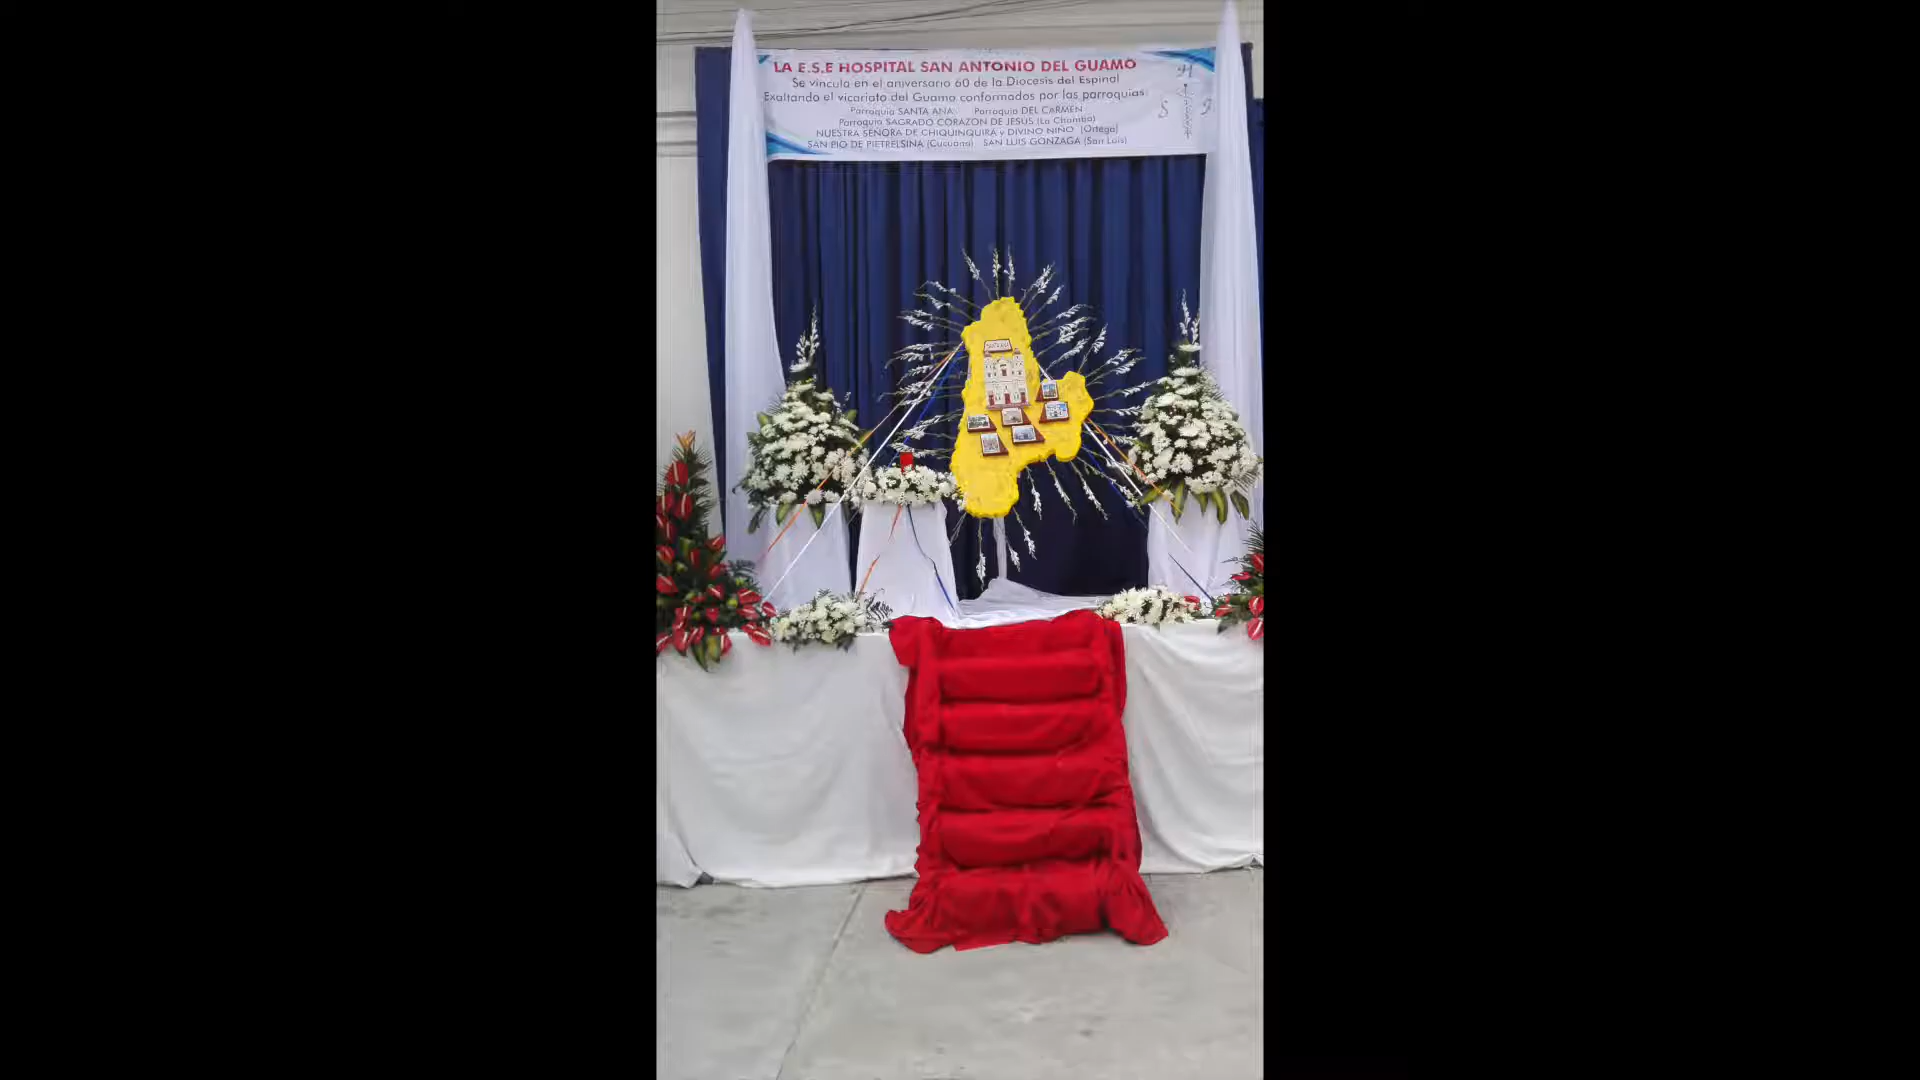 LA E.S.E HOSPITAL SAN ANTONIO DEL GUAMO
Se vincula en el aniversario 60 de la Diocesis del Espinal
Exaltando el vicariato del Guamo conformados por las parroquias:
Parroquia SANTA ANA Parroquia DEL CARMEN
Parroquia SAGRADO CORAZON DE JESUS (La Chamba)
NUESTRA SEÑORA DE CHIQUINQUIRA y DIVINO NIÑO (Ortega)
SAN PIO DE PIETRELSINA (Cucuana) SAN LUIS GONZAGA (San Luis)
H
S
SANTA ANA